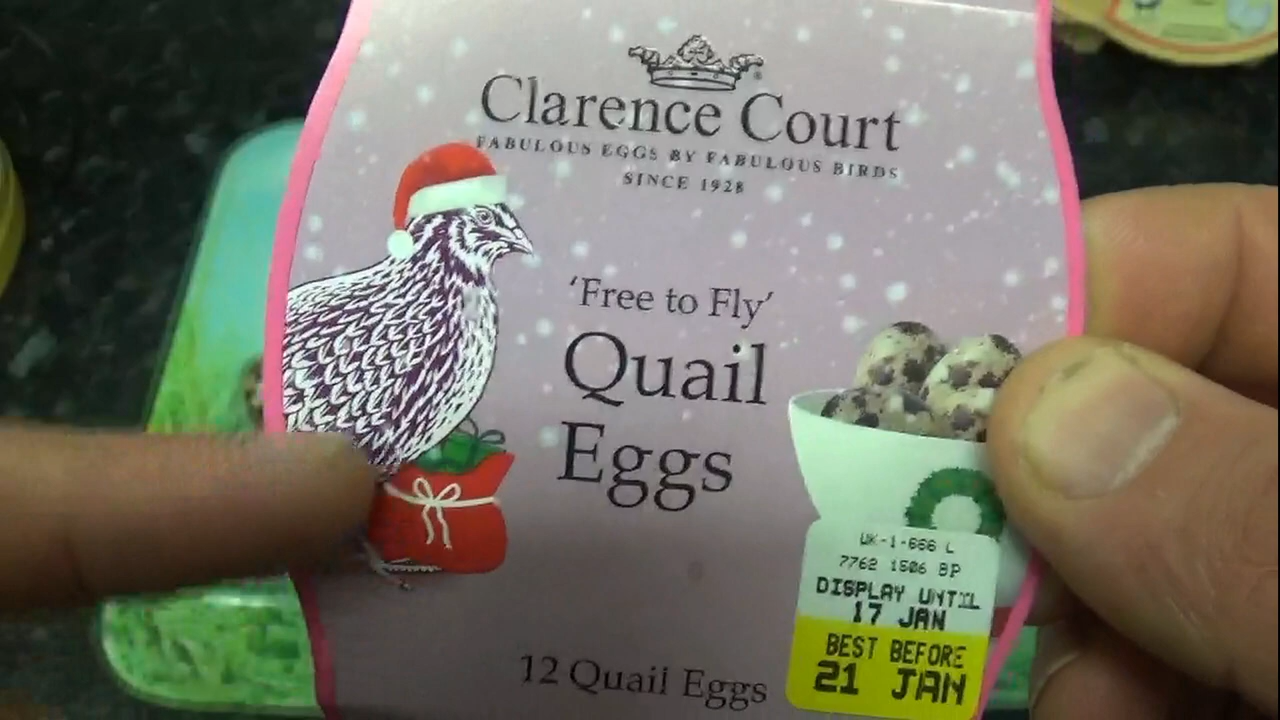 Clarence Court
FABULOUS EGGS BY FABULOUS BIRDS
SINCE 1928
'Free to Fly'
Quail
Eggs
12 Quail Eggs
UK-1-666 L
7762 1506 BP
DISPLAY UNTIL
17 JAN
BEST BEFORE
21 JAN